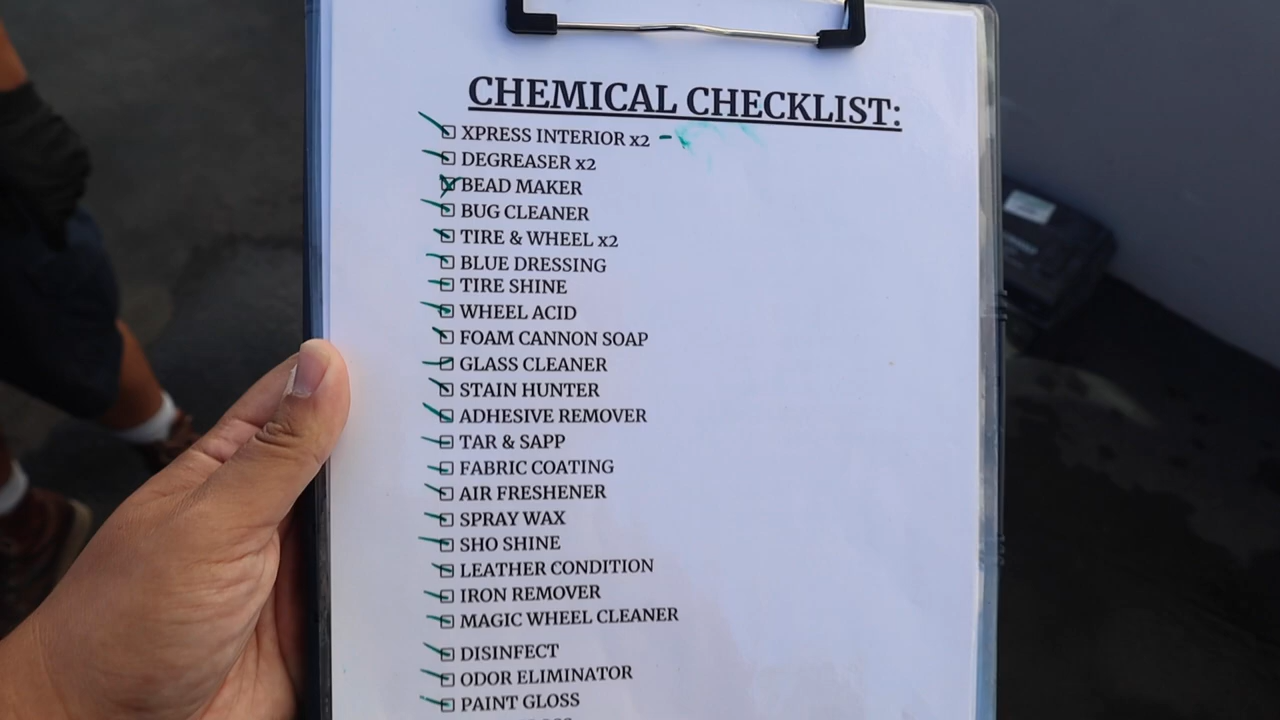 CHEMICAL CHECKLIST:
XPRESS INTERIOR x2 -
DEGREASER x2
BEAD MAKER
BUG CLEANER
TIRE & WHEEL x2
BLUE DRESSING
TIRE SHINE
WHEEL ACID
FOAM CANNON SOAP
GLASS CLEANER
STAIN HUNTER
ADHESIVE REMOVER
TAR & SAPP
FABRIC COATING
AIR FRESHENER
SPRAY WAX
SHO SHINE
LEATHER CONDITION
IRON REMOVER
MAGIC WHEEL CLEANER
DISINFECT
ODOR ELIMINATOR
PAINT GLOSS